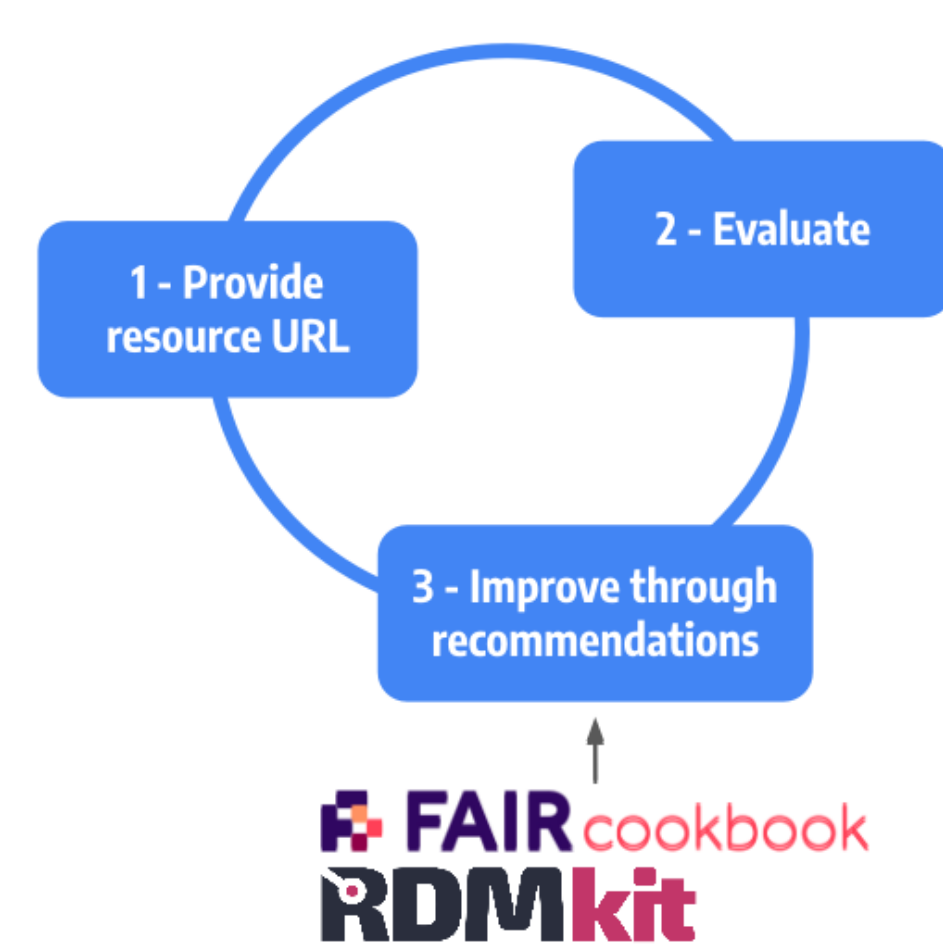 1 - Provide
resource URL
2 - Evaluate
3 - Improve through
recommendations
FAIR cookbook
RDMkit